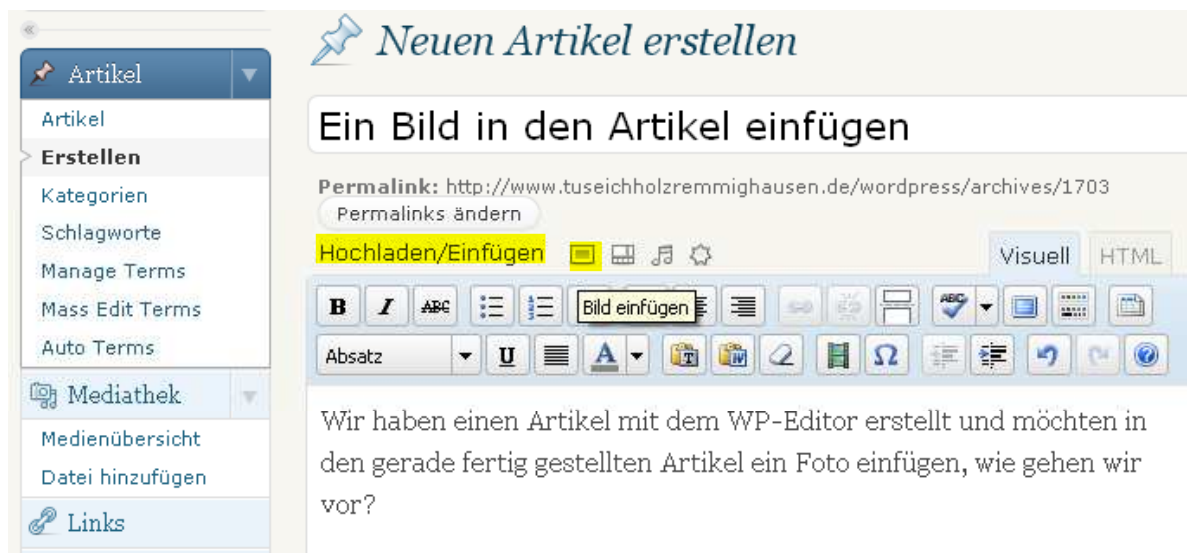 Artikel
Artikel
Erstellen
Kategorien
Schlagworte
Manage Terms
Mass Edit Terms
Auto Terms
Mediathek
Medienübersicht
Datei hinzufügen
Links
Neuen Artikel erstellen
Ein Bild in den Artikel einfügen
Permalink: http://www.tuseichholzremmighausen.de/wordpress/archives/1703
Permalinks ändern
Hochladen/Einfügen
Visuell HTML
B I ABC Bild einfügen ABC
Absatz U A T W Ω
Wir haben einen Artikel mit dem WP-Editor erstellt und möchten in
den gerade fertig gestellten Artikel ein Foto einfügen, wie gehen wir
vor?